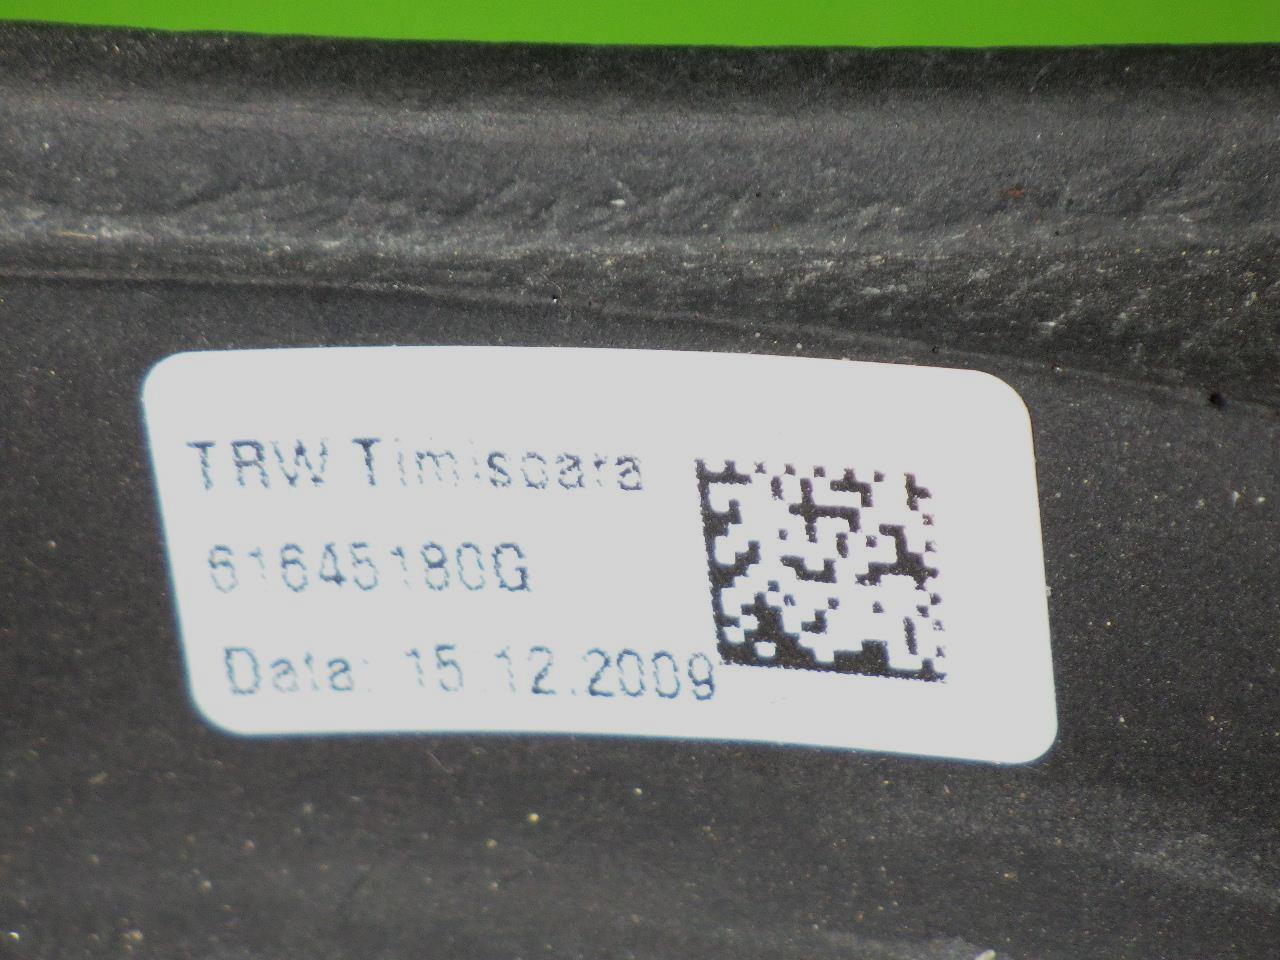 TRW Timisoara
61645180G
Data: 15.12.2009